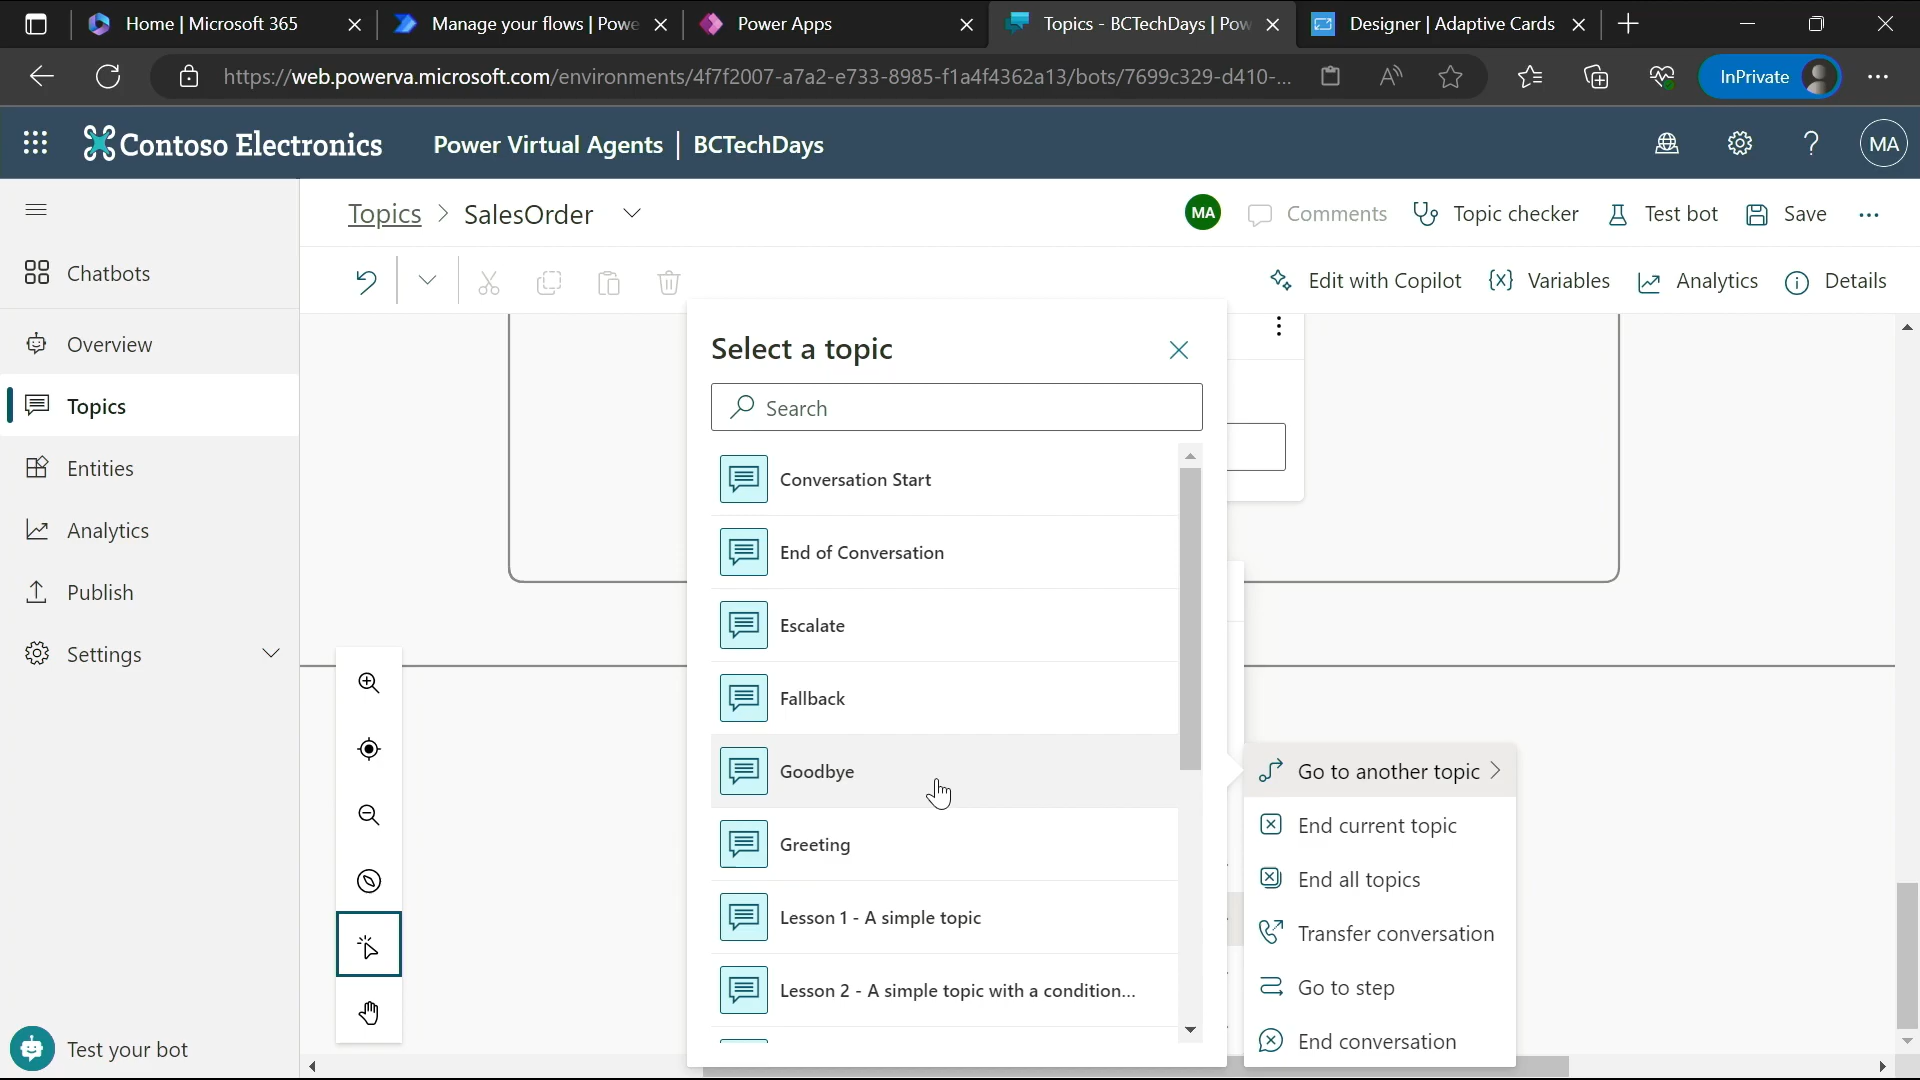 Home | Microsoft 365
Manage your flows | Powe
Power Apps
Topics - BCTechDays | Pow
Designer | Adaptive Cards
https://web.powerva.microsoft.com/environments/4f7f2007-a7a2-e733-8985-f1a4f4362a13/bots/7699c329-d410-...
InPrivate
Contoso Electronics
Power Virtual Agents | BCTechDays
MA
Topics > SalesOrder
MA
Comments
Topic checker
Test bot
Save
Edit with Copilot
{x} Variables
Analytics
Details
Chatbots
Overview
Topics
Entities
Analytics
Publish
Settings
Test your bot
Select a topic
Search
Conversation Start
End of Conversation
Escalate
Fallback
Goodbye
Greeting
Lesson 1 - A simple topic
Lesson 2 - A simple topic with a condition...
Go to another topic
End current topic
End all topics
Transfer conversation
Go to step
End conversation